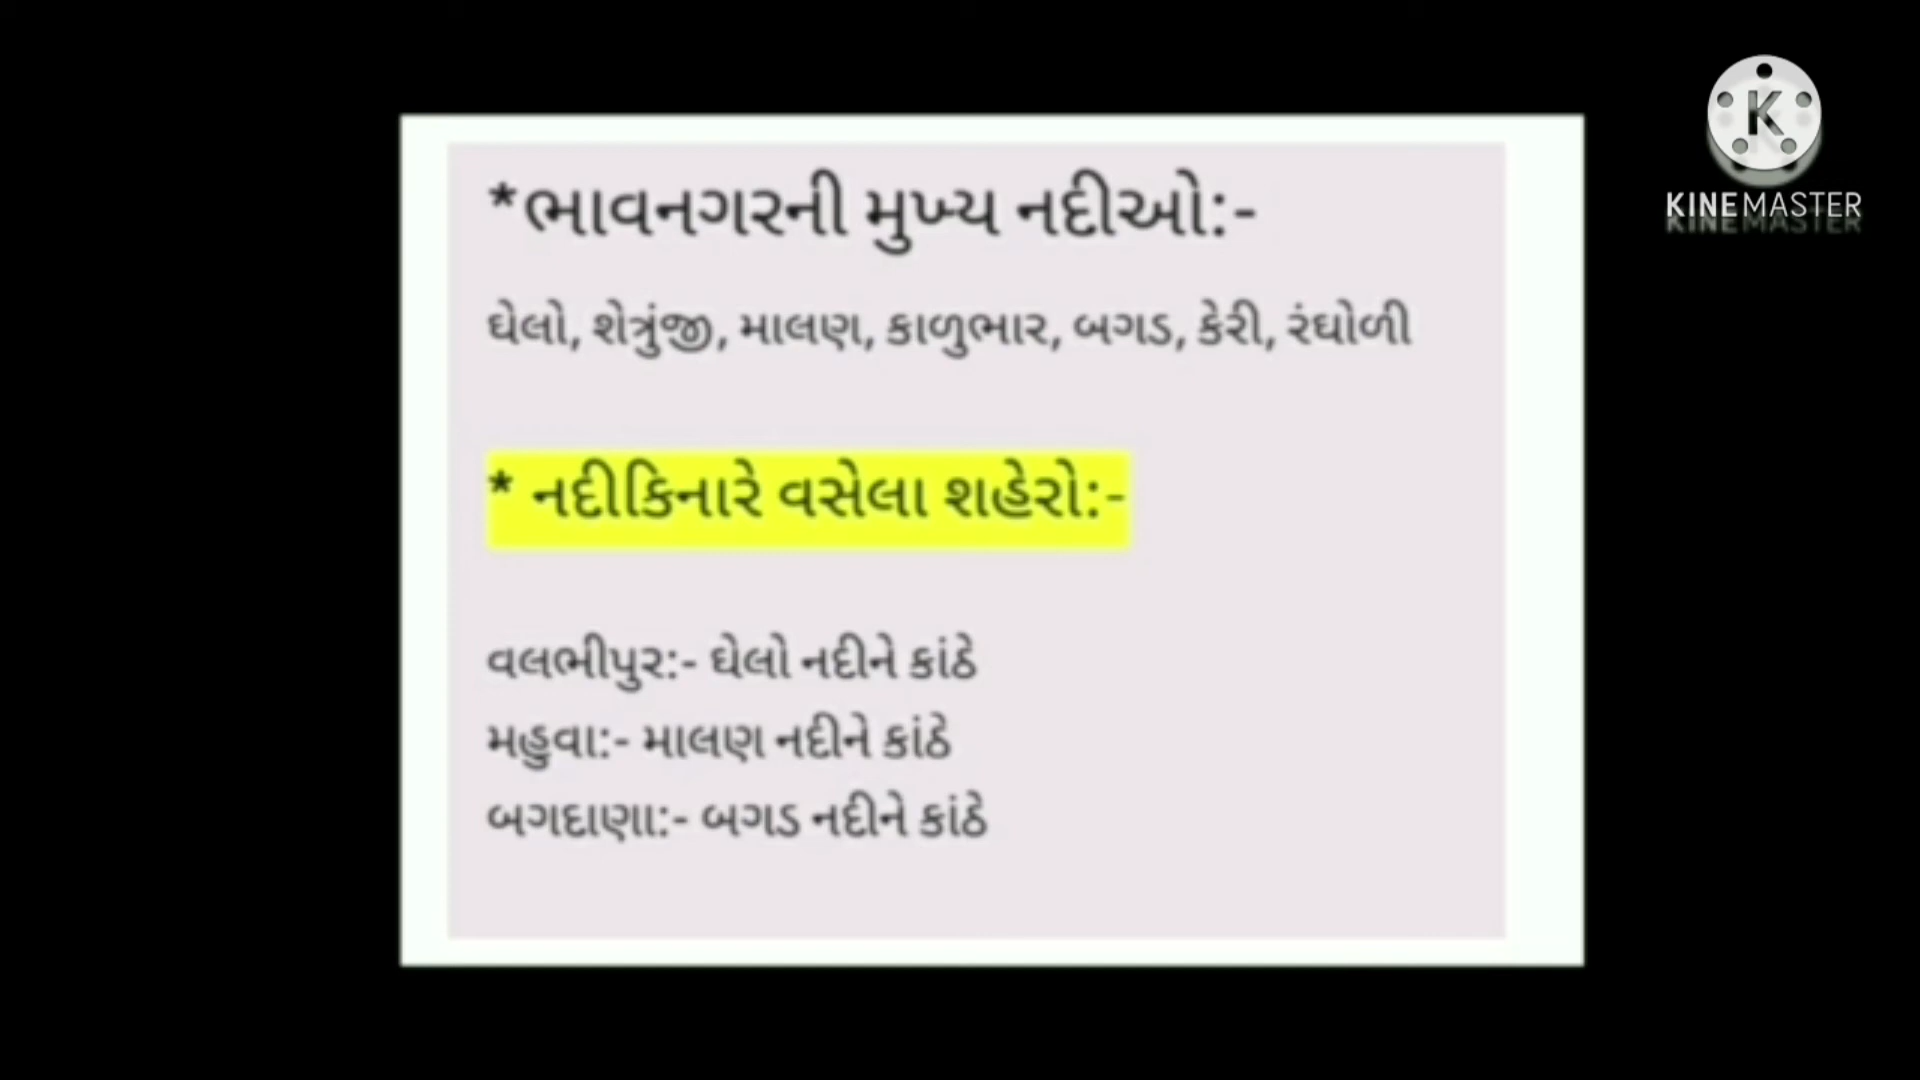 *ભાવનગરની મુખ્ય નદીઓ:-
ઘેલો, શેત્રુંજી, માલણ, કાળુભાર, બગડ, કેરી, રંઘોળી
* નદીકિનારે વસેલા શહેરો:-
વલભીપુર:- ઘેલો નદીને કાંઠે
મહુવા:- માલણ નદીને કાંઠે
બગદાણા:- બગડ નદીને કાંઠે
K
KINEMASTER